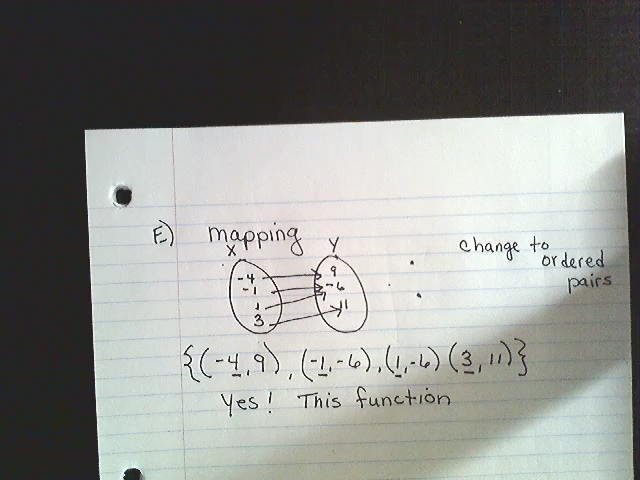 E) mapping
change to
ordered
pairs
X Y
-4 9
-1 -6
1 11
3
{(-4,9), (-1,-6), (1,-6) (3,11)}
Yes! This function